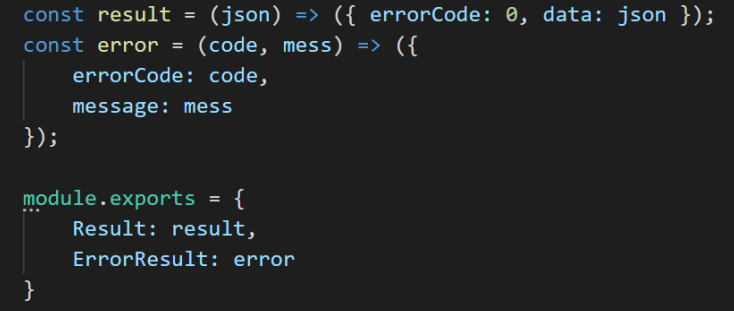 const result = (json) => ({ errorCode: 0, data: json });
const error = (code, mess) => ({
    errorCode: code,
    message: mess
});

module.exports = {
    Result: result,
    ErrorResult: error
}